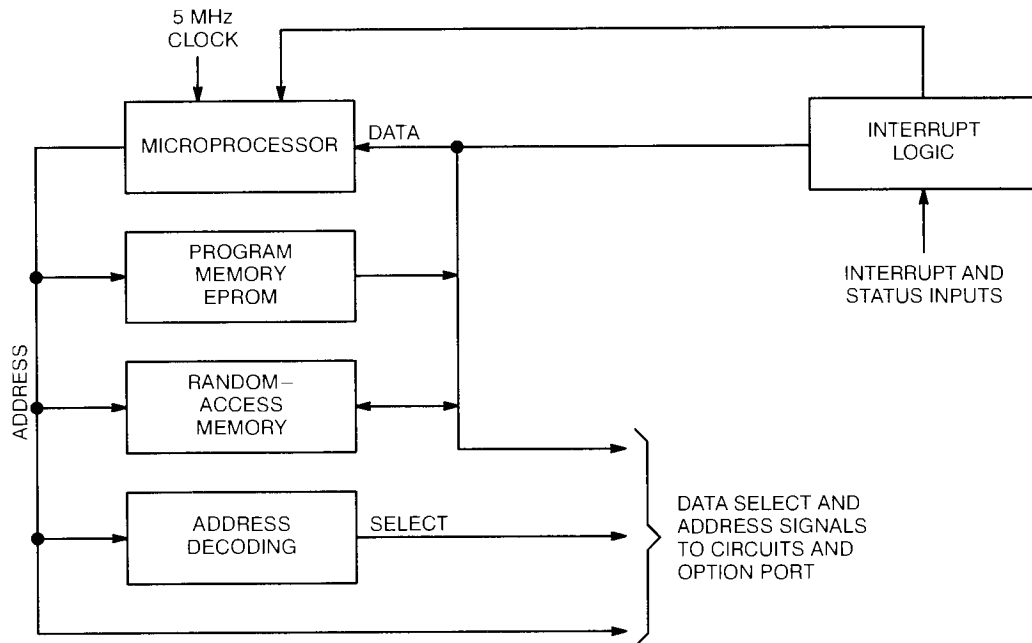 5 MHz
CLOCK
MICROPROCESSOR
DATA
INTERRUPT
LOGIC
PROGRAM
MEMORY
EPROM
INTERRUPT AND
STATUS INPUTS
ADDRESS
RANDOM–
ACCESS
MEMORY
ADDRESS
DECODING
SELECT
DATA SELECT AND
ADDRESS SIGNALS
TO CIRCUITS AND
OPTION PORT